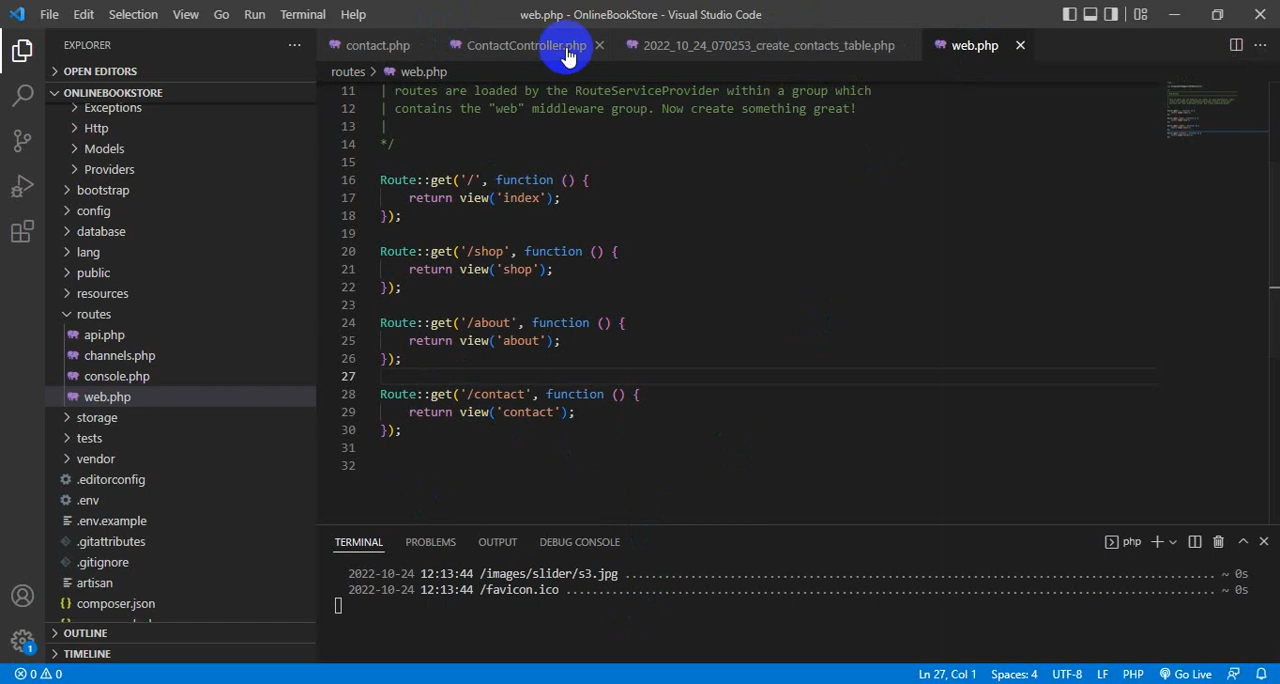 File Edit Selection View Go Run Terminal Help
web.php - OnlineBookStore - Visual Studio Code
EXPLORER
OPEN EDITORS
ONLINEBOOKSTORE
Exceptions
Http
Models
Providers
bootstrap
config
database
lang
public
resources
routes
api.php
channels.php
console.php
web.php
storage
tests
vendor
.editorconfig
.env
.env.example
.gitattributes
.gitignore
artisan
composer.json
OUTLINE
TIMELINE
contact.php ContactController.php 2022_10_24_070253_create_contacts_table.php web.php
routes > web.php
11 | routes are loaded by the RouteServiceProvider within a group which
12 | contains the "web" middleware group. Now create something great!
13 |
14 */
15
16 Route::get('/', function () {
17 return view('index');
18 });
19
20 Route::get('/shop', function () {
21 return view('shop');
22 });
23
24 Route::get('/about', function () {
25 return view('about');
26 });
27
28 Route::get('/contact', function () {
29 return view('contact');
30 });
31
32
TERMINAL PROBLEMS OUTPUT DEBUG CONSOLE
php
2022-10-24 12:13:44 /images/slider/s3.jpg ........................................................................................ ~ 0s
2022-10-24 12:13:44 /favicon.ico ................................................................................................ ~ 0s
1
0 0
Ln 27, Col 1 Spaces: 4 UTF-8 LF PHP Go Live